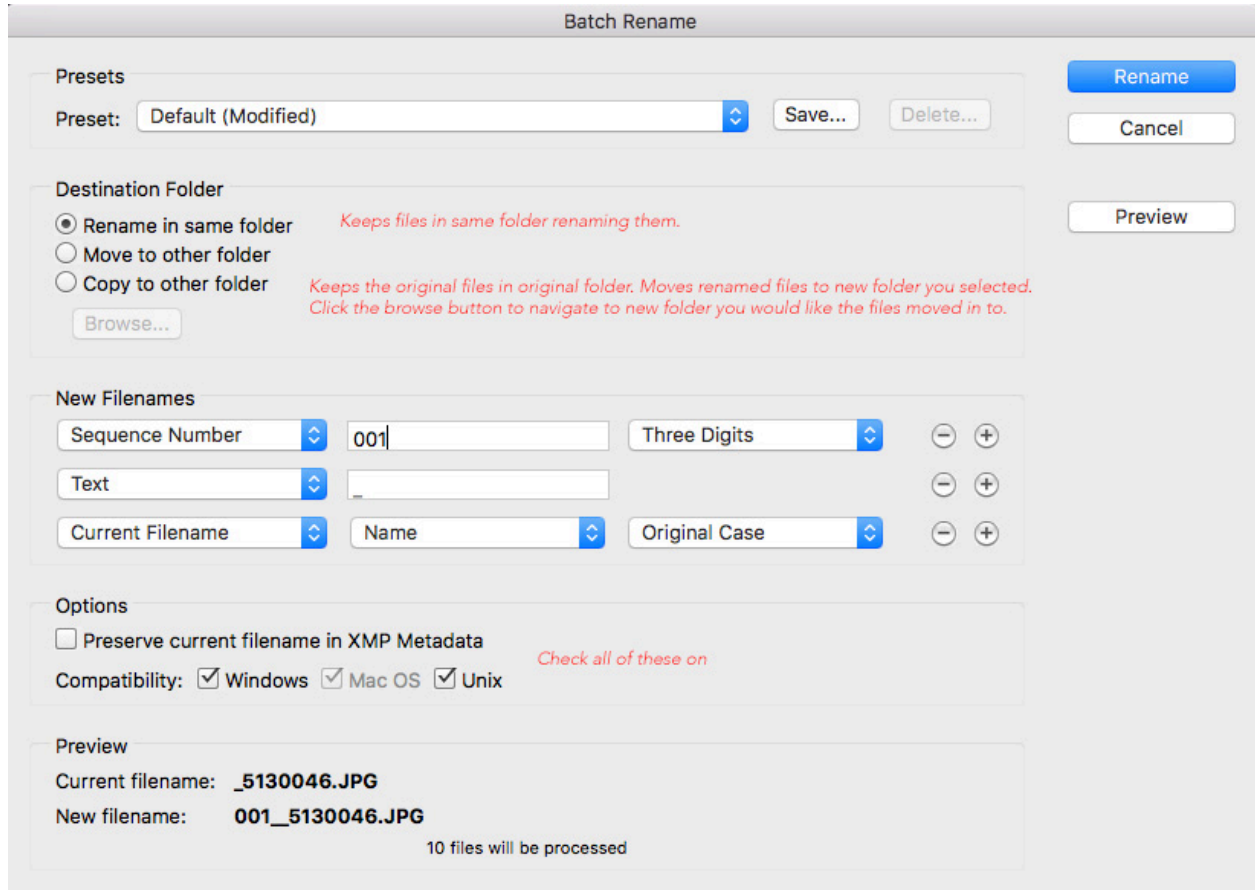 Batch Rename
Presets
Rename
Preset: Default (Modified) Save... Delete...
Cancel
Destination Folder
Rename in same folder Keeps files in same folder renaming them.
Preview
Move to other folder
Copy to other folder Keeps the original files in original folder. Moves renamed files to new folder you selected.
Click the browse button to navigate to new folder you would like the files moved in to.
Browse...
New Filenames
Sequence Number 001 Three Digits
Text _
Current Filename Name Original Case
Options
Preserve current filename in XMP Metadata
Check all of these on
Compatibility: Windows Mac OS Unix
Preview
Current filename: _5130046.JPG
New filename: 001__5130046.JPG
10 files will be processed